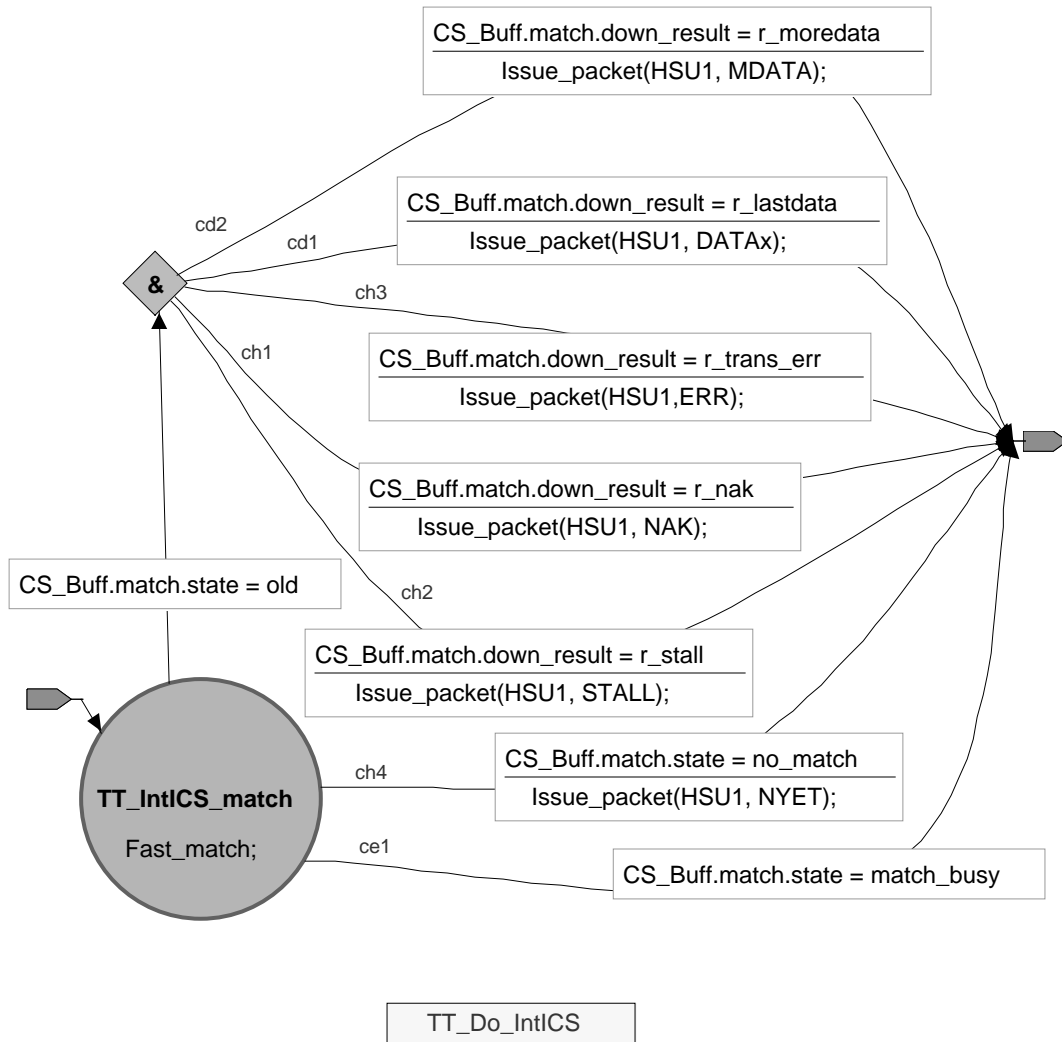 CS_Buff.match.down_result = r_moredata
Issue_packet(HSU1, MDATA);
cd2
CS_Buff.match.down_result = r_lastdata
Issue_packet(HSU1, DATAx);
cd1
&
ch3
CS_Buff.match.down_result = r_trans_err
Issue_packet(HSU1,ERR);
ch1
CS_Buff.match.down_result = r_nak
Issue_packet(HSU1, NAK);
CS_Buff.match.state = old
ch2
CS_Buff.match.down_result = r_stall
Issue_packet(HSU1, STALL);
CS_Buff.match.state = no_match
Issue_packet(HSU1, NYET);
ch4
TT_IntICS_match
Fast_match;
ce1
CS_Buff.match.state = match_busy
TT_Do_IntICS